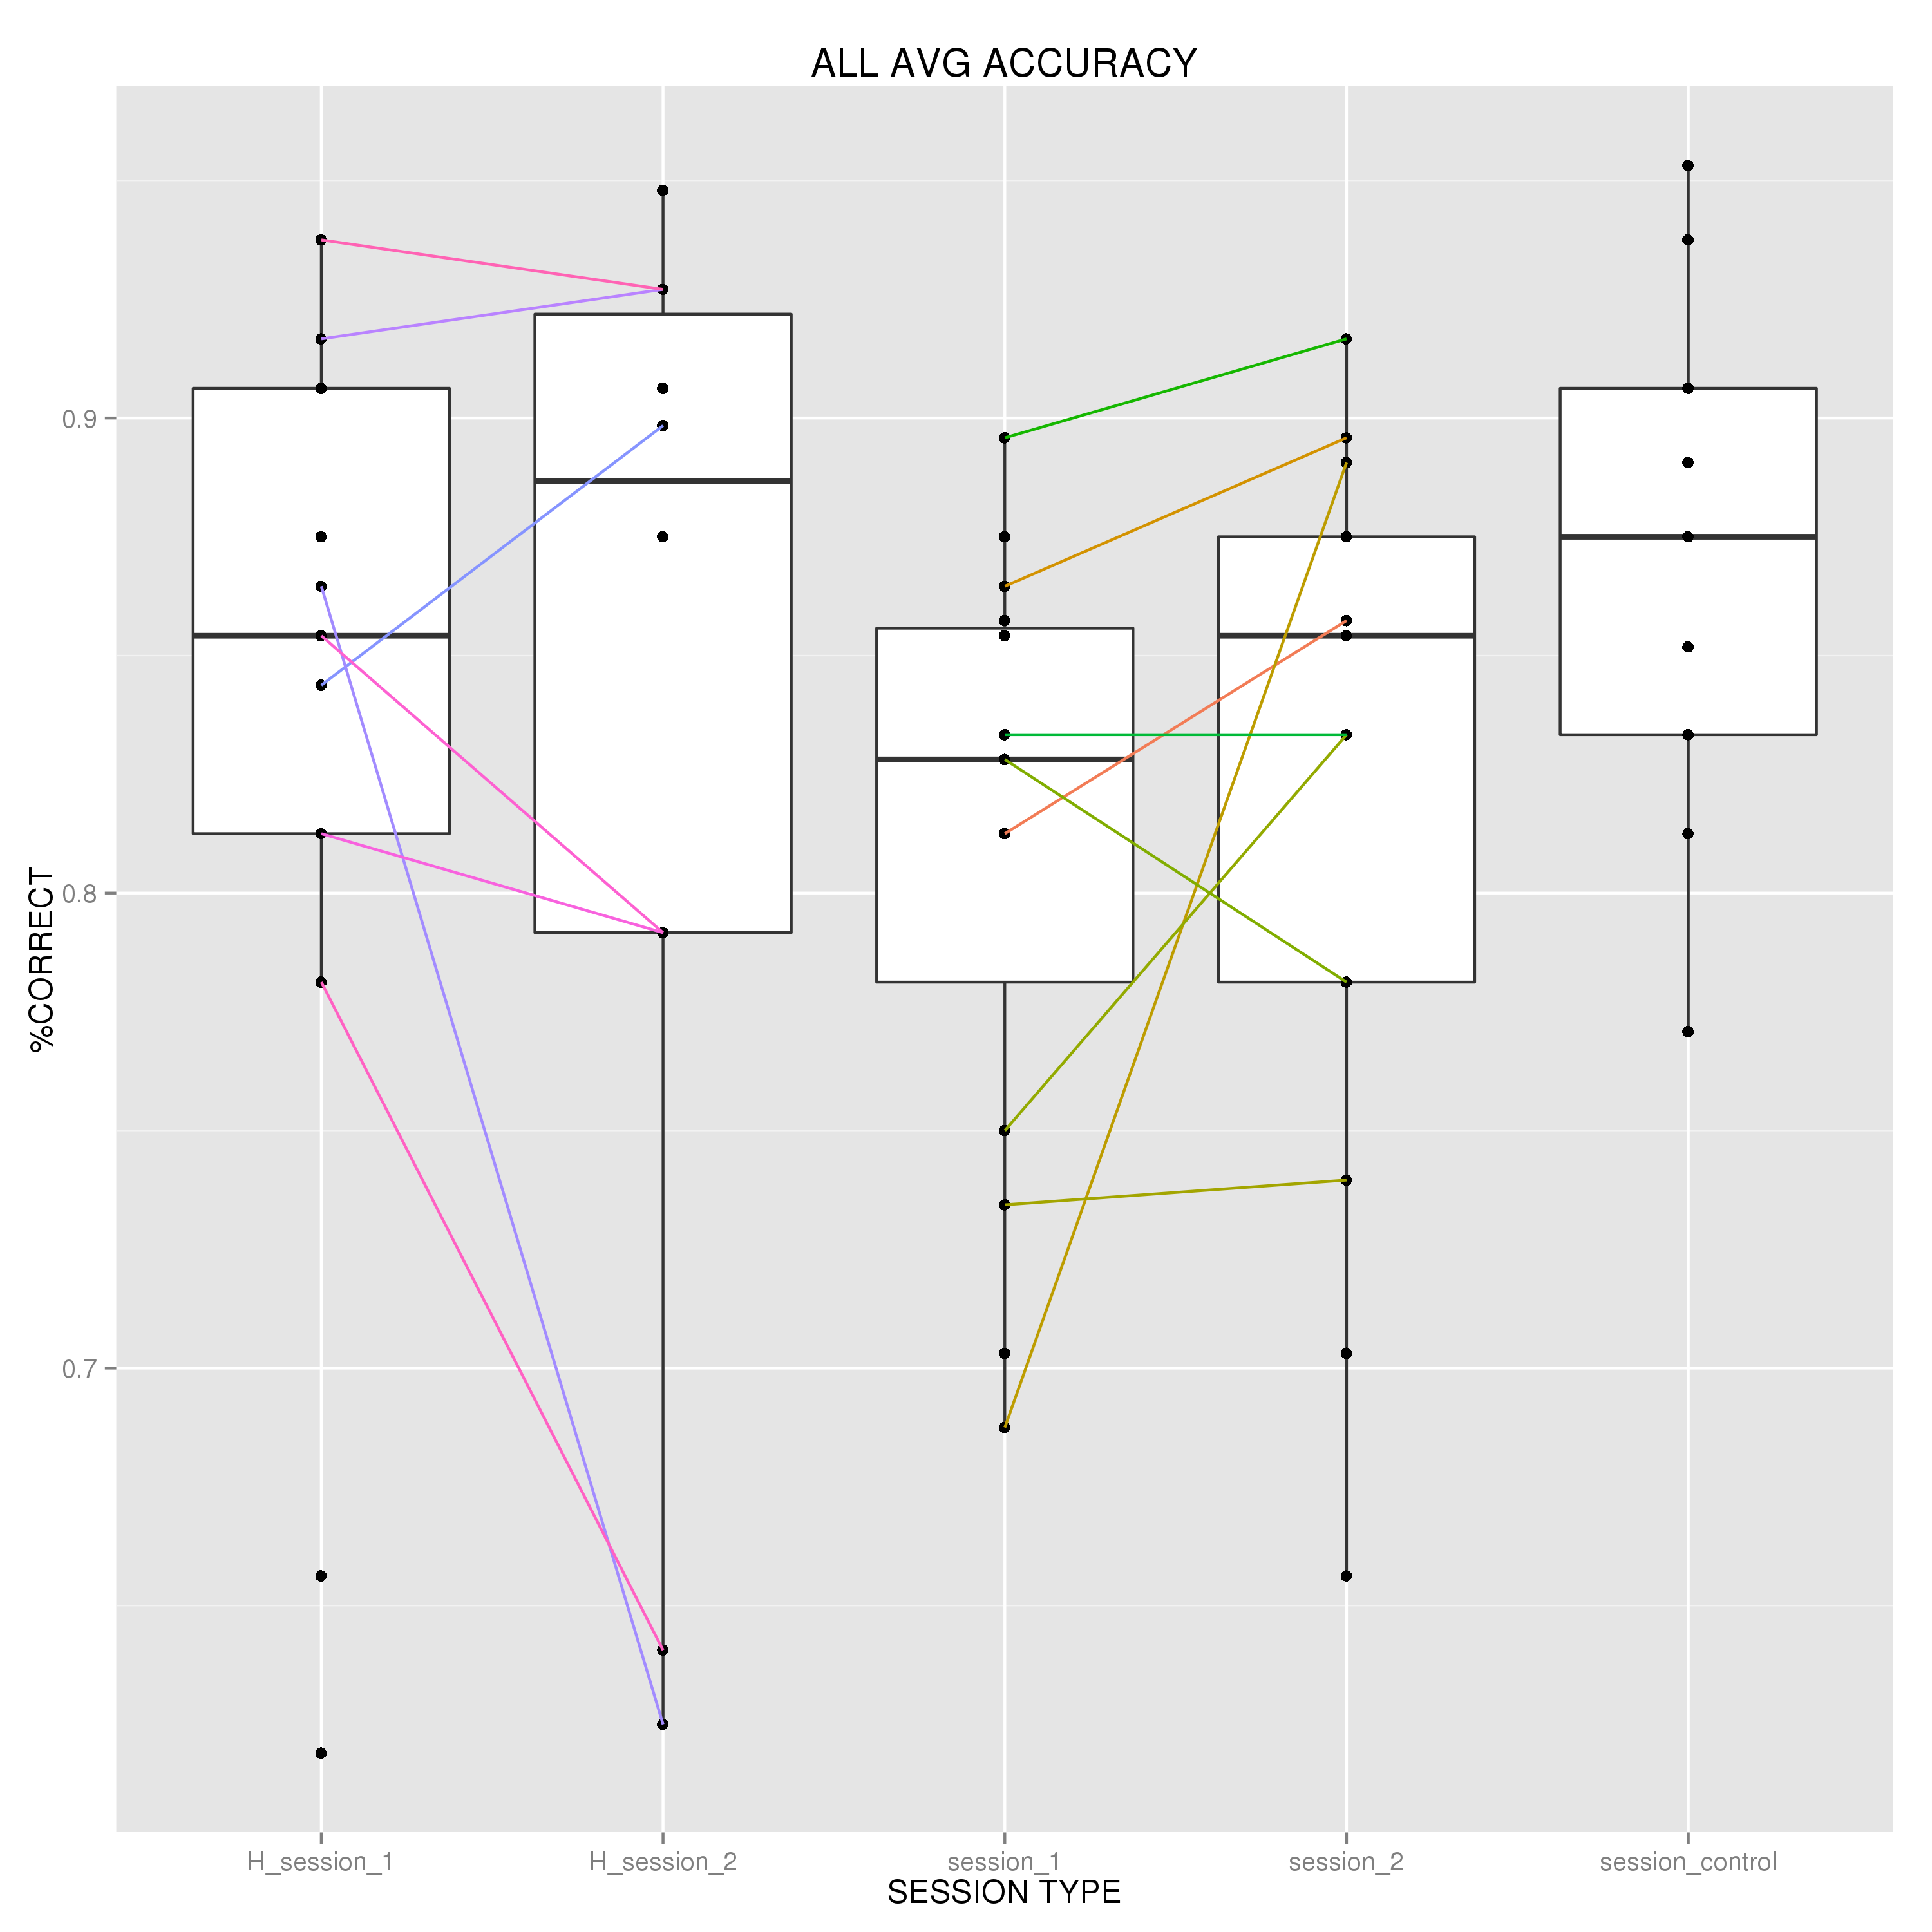 ALL AVG ACCURACY
%CORRECT
0.9
0.8
0.7
H_session_1
H_session_2
session_1
session_2
session_control
SESSION TYPE